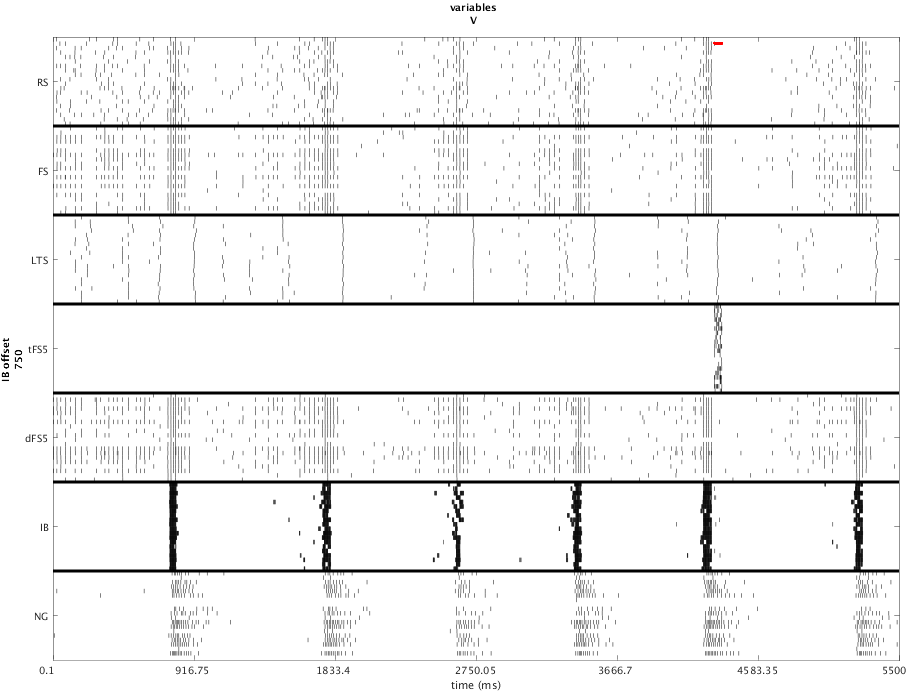 variables
V
RS
FS
LTS
tFS5
dFS5
IB
NG
IB offset
750
0.1 916.75 1833.4 2750.05 3666.7 4583.35 5500
time (ms)